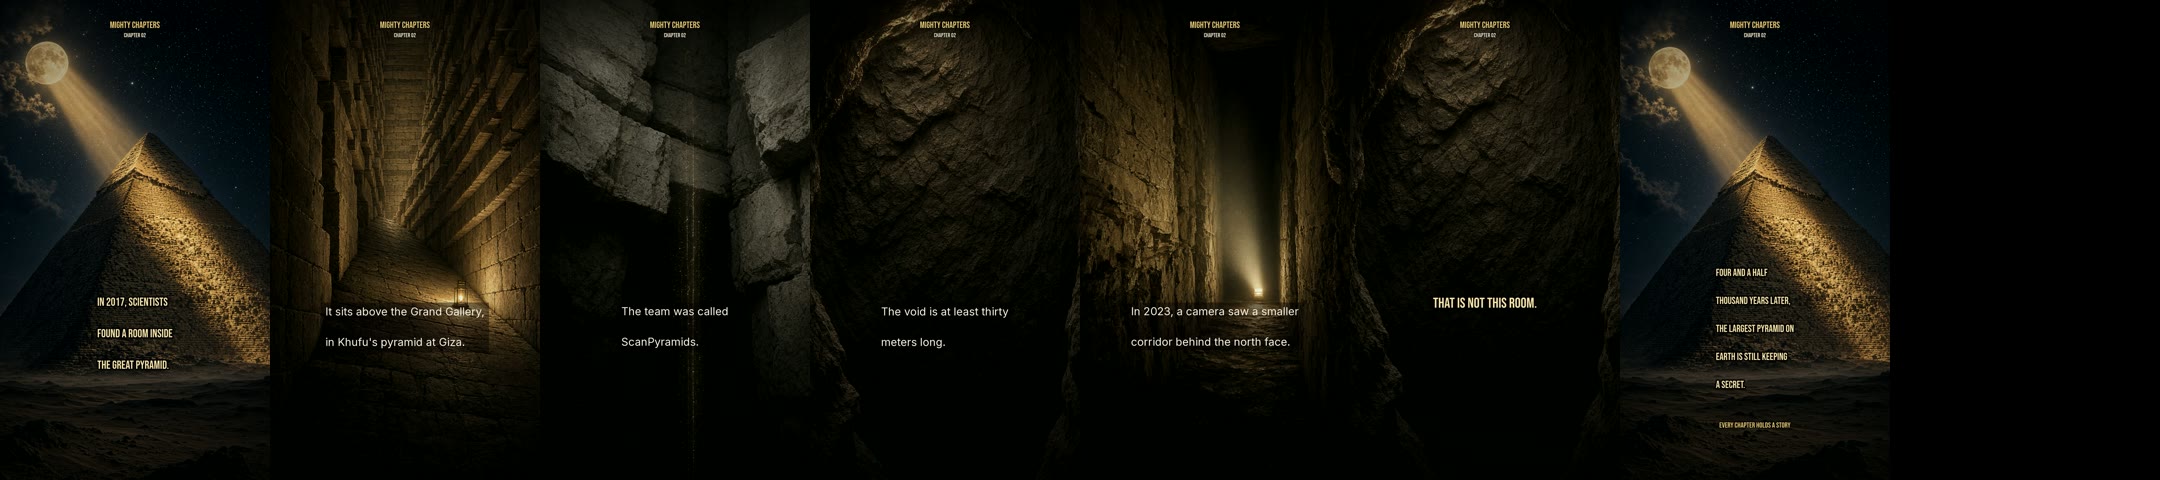 MIGHTY CHAPTERS
CHAPTER 02
IN 2017, SCIENTISTS
FOUND A ROOM INSIDE
THE GREAT PYRAMID.
MIGHTY CHAPTERS
CHAPTER 02
It sits above the Grand Gallery,
in Khufu's pyramid at Giza.
MIGHTY CHAPTERS
CHAPTER 02
The team was called
ScanPyramids.
MIGHTY CHAPTERS
CHAPTER 02
The void is at least thirty
meters long.
MIGHTY CHAPTERS
CHAPTER 02
In 2023, a camera saw a smaller
corridor behind the north face.
MIGHTY CHAPTERS
CHAPTER 02
THAT IS NOT THIS ROOM.
MIGHTY CHAPTERS
CHAPTER 02
FOUR AND A HALF
THOUSAND YEARS LATER,
THE LARGEST PYRAMID ON
EARTH IS STILL KEEPING
A SECRET.
EVERY CHAPTER HOLDS A STORY